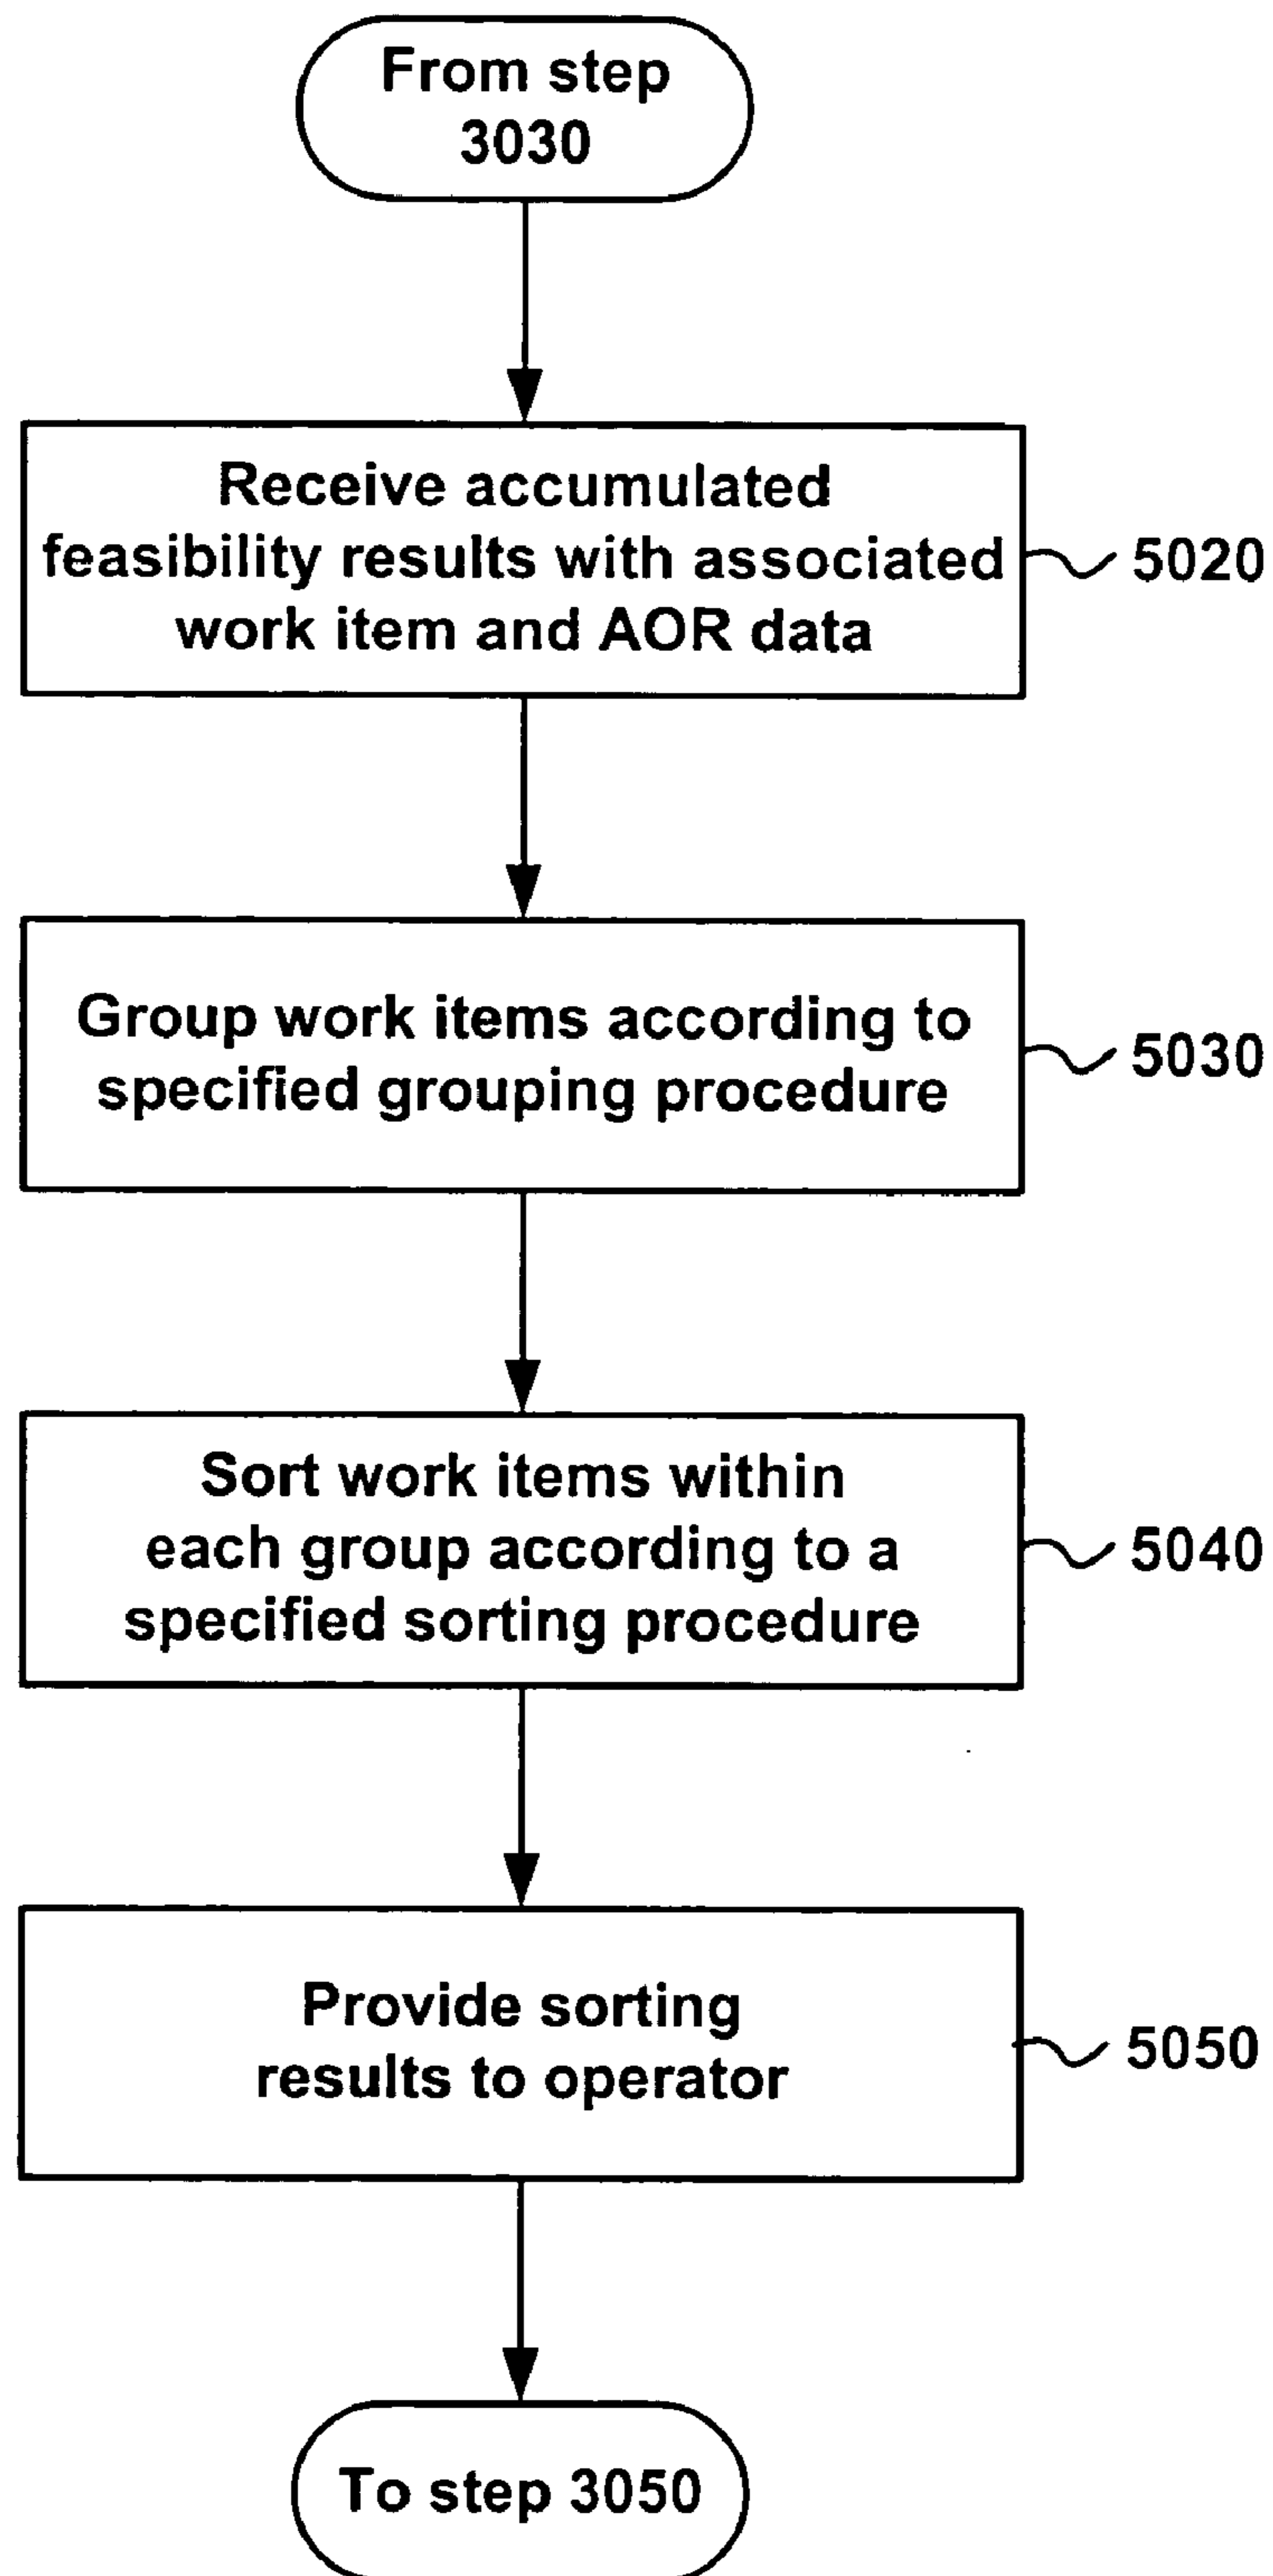 From step
3030
Receive accumulated
feasibility results with associated
work item and AOR data
5020
Group work items according to
specified grouping procedure
5030
Sort work items within
each group according to a
specified sorting procedure
5040
Provide sorting
results to operator
5050
To step 3050